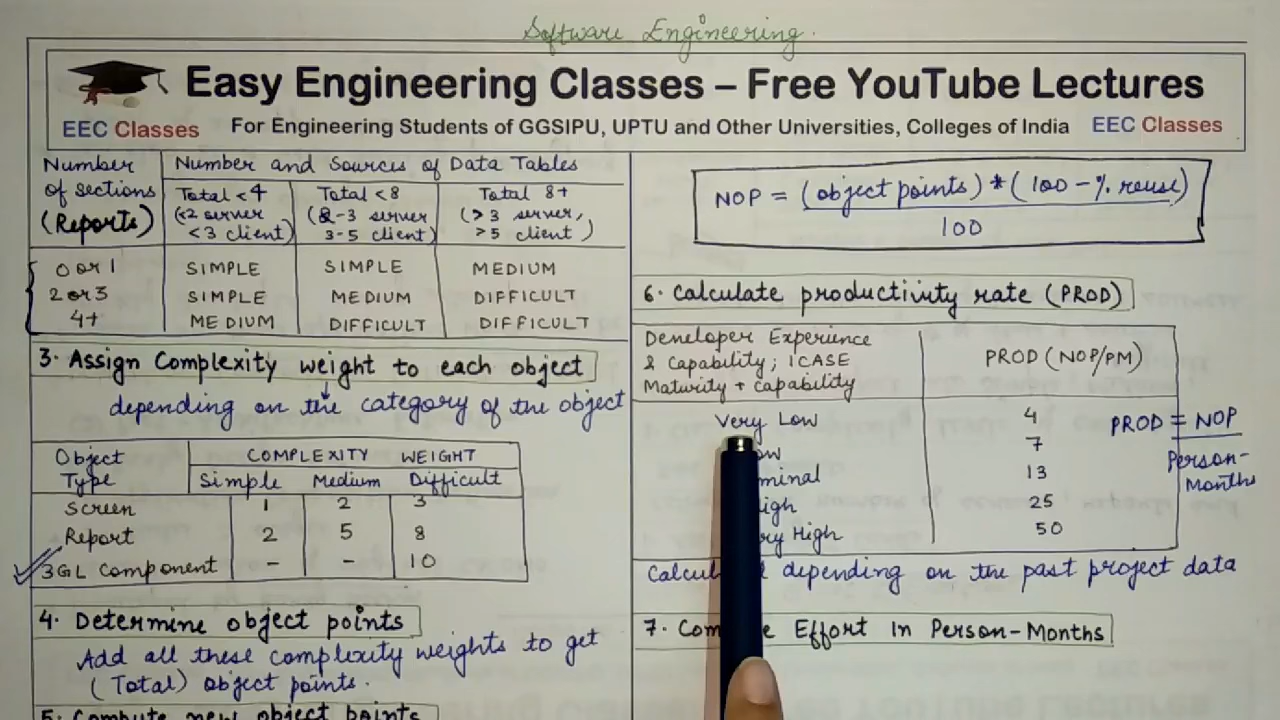 Software Engineering.
Easy Engineering Classes – Free YouTube Lectures
EEC Classes For Engineering Students of GGSIPU, UPTU and Other Universities, Colleges of India EEC Classes
Number of sections (Reports)
Number and Sources of Data Tables
Total <4 (<2 server <3 client)
Total <8 (2-3 server 3-5 client)
Total 8+ (>3 server, >5 client)
0 or 1 SIMPLE SIMPLE MEDIUM
2 or 3 SIMPLE MEDIUM DIFFICULT
4+ MEDIUM DIFFICULT DIFFICULT
3. Assign Complexity weight to each object
depending on the category of the object
Object Type
COMPLEXITY WEIGHT
Simple Medium Difficult
Screen 1 2 3
Report 2 5 8
3GL Component - - 10
4. Determine object points
Add all these complexity weights to get
(Total) object points.
5. Compute new object points
NOP = (object points) * (100 - % reuse)
100
6. Calculate productivity rate (PROD)
Developer Experience
& Capability; ICASE
Maturity + capability
PROD (NOP/PM)
Very Low 4
7
13
25
50
PROD = NOP
Person-
Months
depending on the past project data
7. Effort in Person-Months